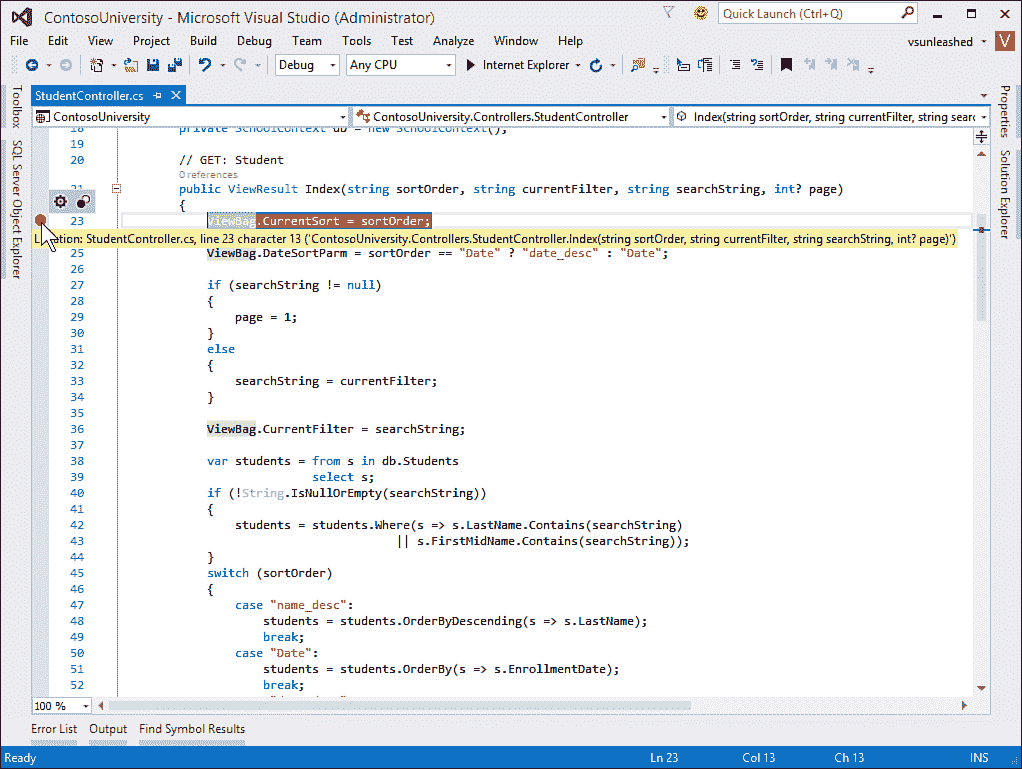 ContosoUniversity - Microsoft Visual Studio (Administrator)
Quick Launch (Ctrl+Q)
File Edit View Project Build Debug Team Tools Test Analyze Window Help
vsunleashed
V
Debug Any CPU Internet Explorer
StudentController.cs
ContosoUniversity ContosoUniversity.Controllers.StudentController Index(string sortOrder, string currentFilter, string searc
Toolbox
SQL Server Object Explorer
Properties
Solution Explorer
18 private SchoolContext db = new SchoolContext();
19
20 // GET: Student
0 references
21 public ViewResult Index(string sortOrder, string currentFilter, string searchString, int? page)
{
23 ViewBag.CurrentSort = sortOrder;
Location: StudentController.cs, line 23 character 13 ('ContosoUniversity.Controllers.StudentController.Index(string sortOrder, string currentFilter, string searchString, int? page)')
25 ViewBag.DateSortParm = sortOrder == "Date" ? "date_desc" : "Date";
26
27 if (searchString != null)
28 {
29 page = 1;
30 }
31 else
32 {
33 searchString = currentFilter;
34 }
35
36 ViewBag.CurrentFilter = searchString;
37
38 var students = from s in db.Students
39 select s;
40 if (!String.IsNullOrEmpty(searchString))
41 {
42 students = students.Where(s => s.LastName.Contains(searchString)
43 || s.FirstMidName.Contains(searchString));
44 }
45 switch (sortOrder)
46 {
47 case "name_desc":
48 students = students.OrderByDescending(s => s.LastName);
49 break;
50 case "Date":
51 students = students.OrderBy(s => s.EnrollmentDate);
52 break;
100 %
Error List Output Find Symbol Results
Ready Ln 23 Col 13 Ch 13 INS